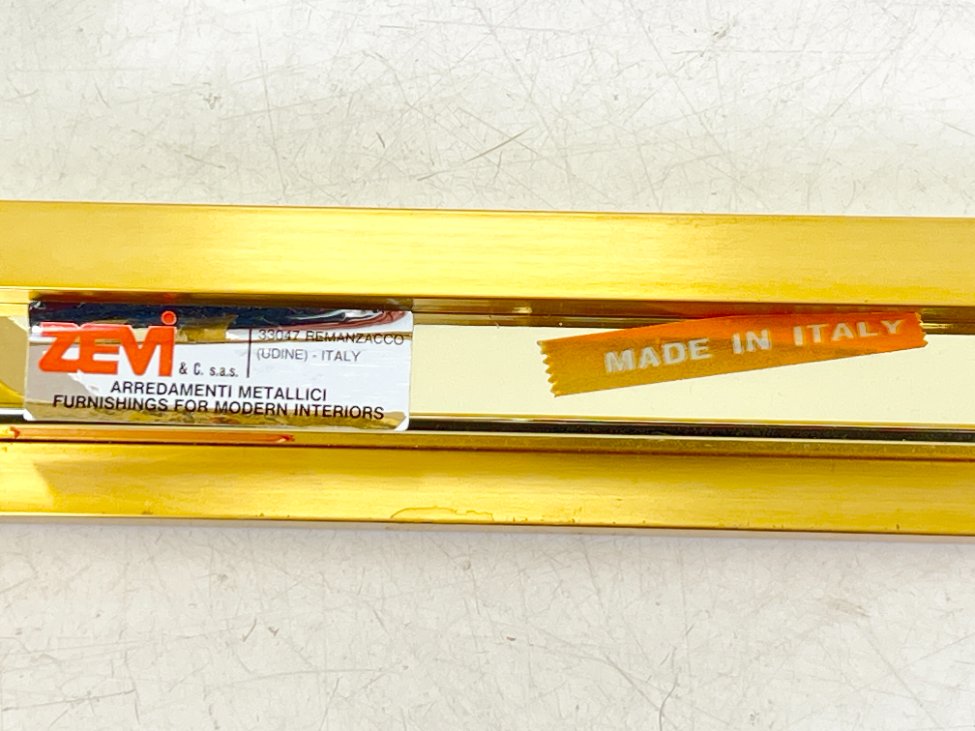 ZEVI & C. s.a.s.
33047 REMANZACCO
(UDINE) - ITALY
ARREDAMENTI METALLICI
FURNISHINGS FOR MODERN INTERIORS
MADE IN ITALY